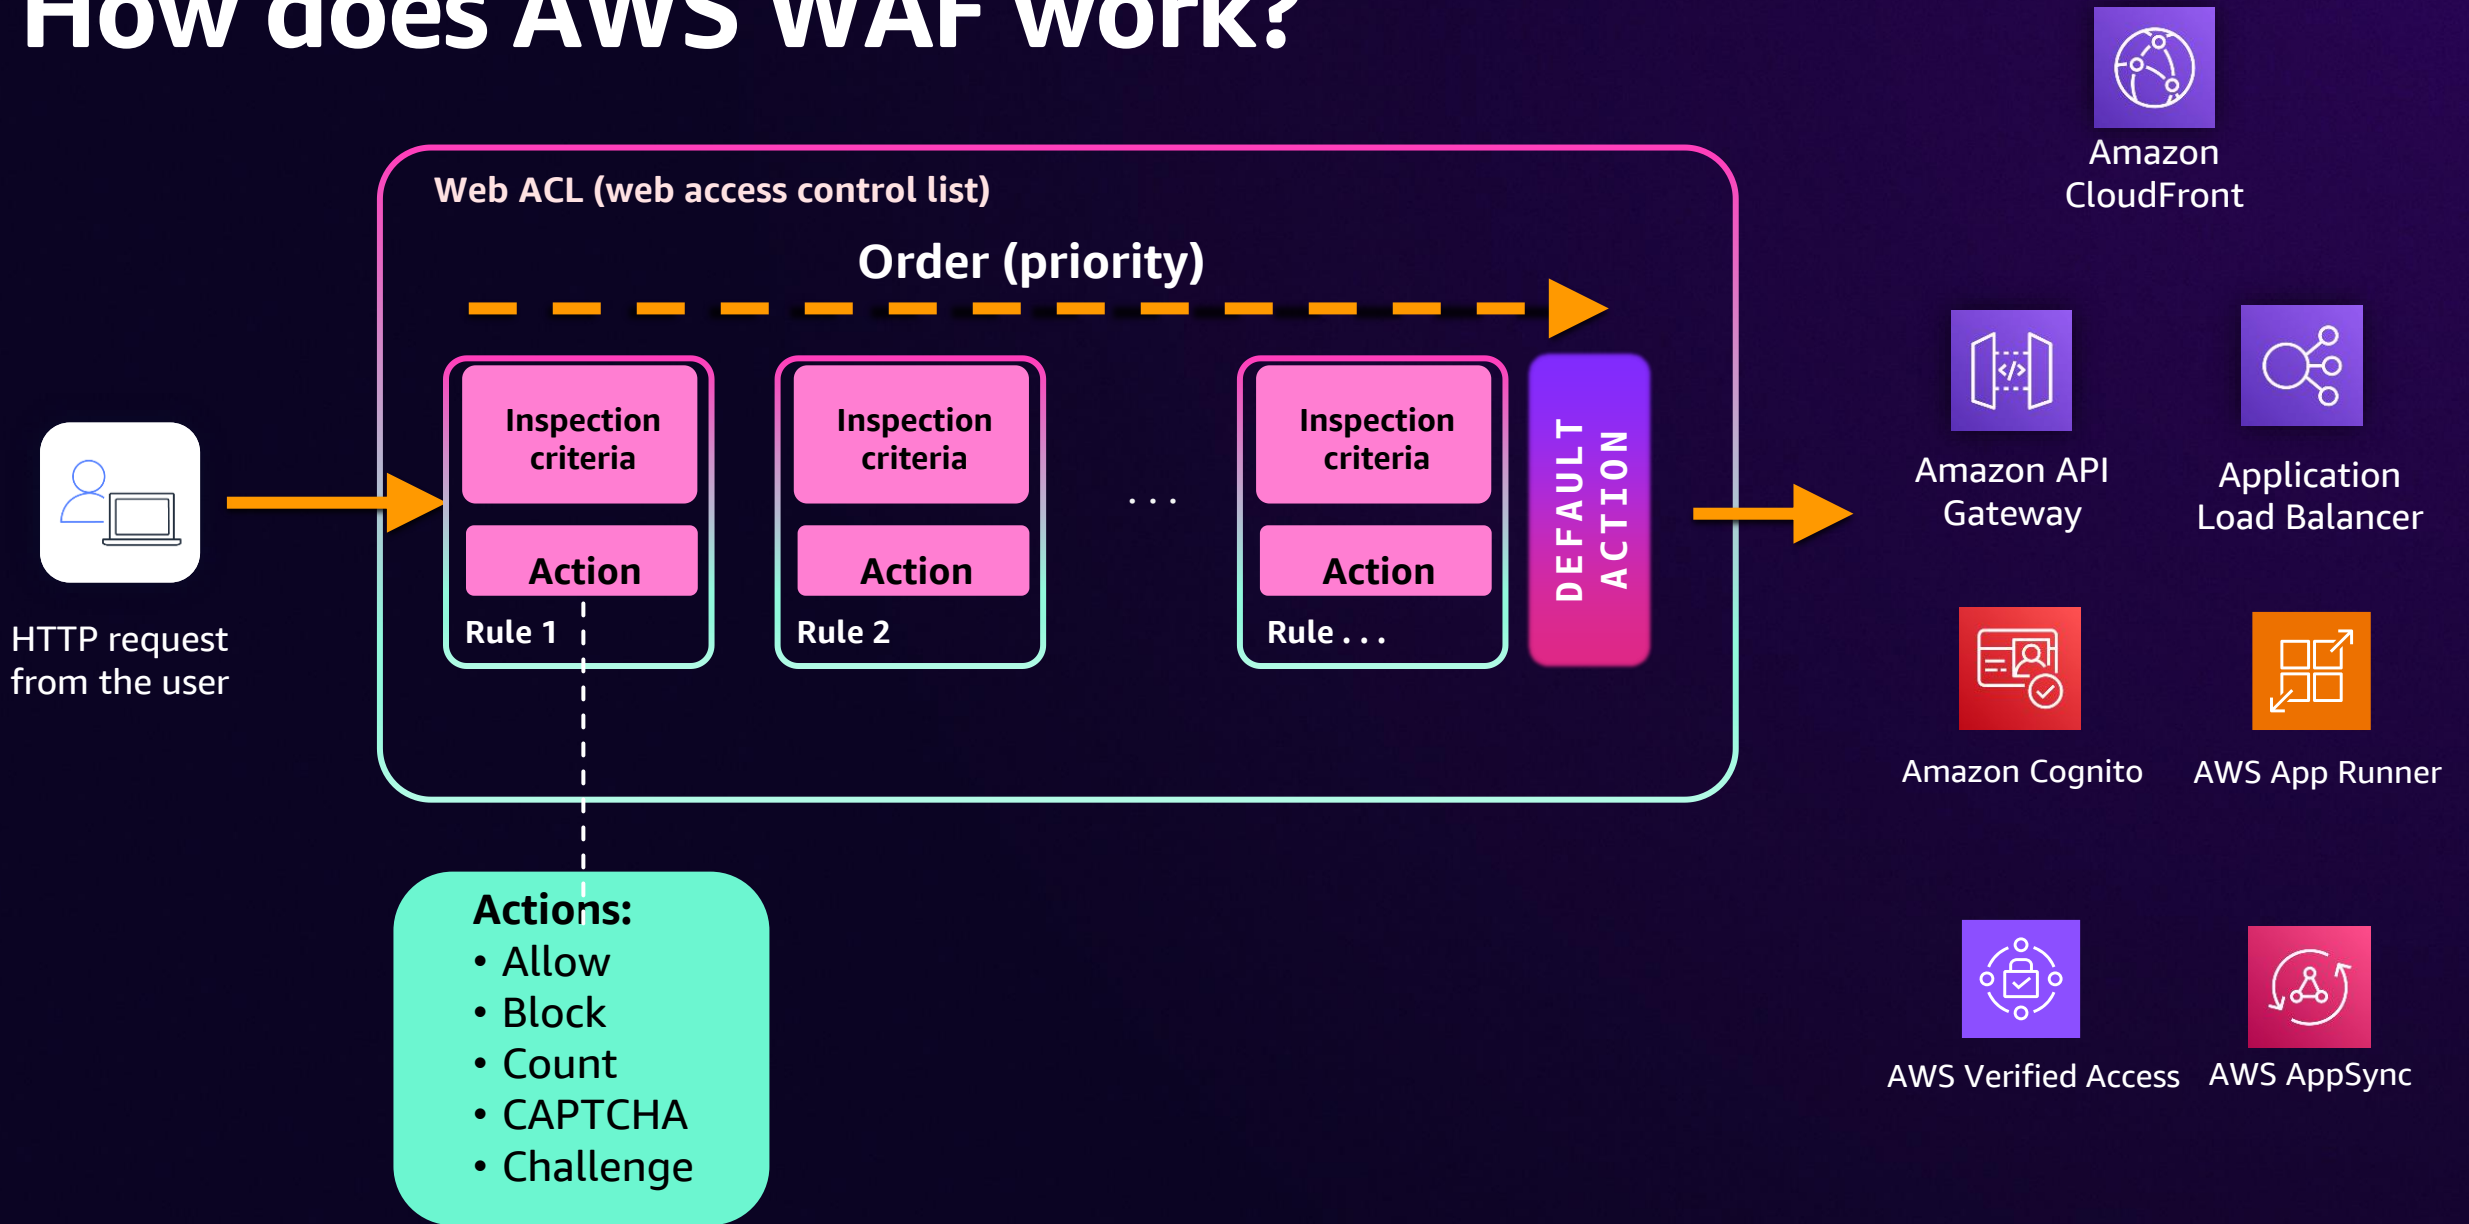 How does AWS WAF work?
Web ACL (web access control list)
Order (priority)
Inspection
criteria
Action
Rule 1
Inspection
criteria
Action
Rule 2
. . .
Inspection
criteria
Action
Rule . . .
DEFAULT
ACTION
HTTP request
from the user
Actions:
• Allow
• Block
• Count
• CAPTCHA
• Challenge
Amazon
CloudFront
Amazon API
Gateway
Application
Load Balancer
Amazon Cognito
AWS App Runner
AWS Verified Access
AWS AppSync